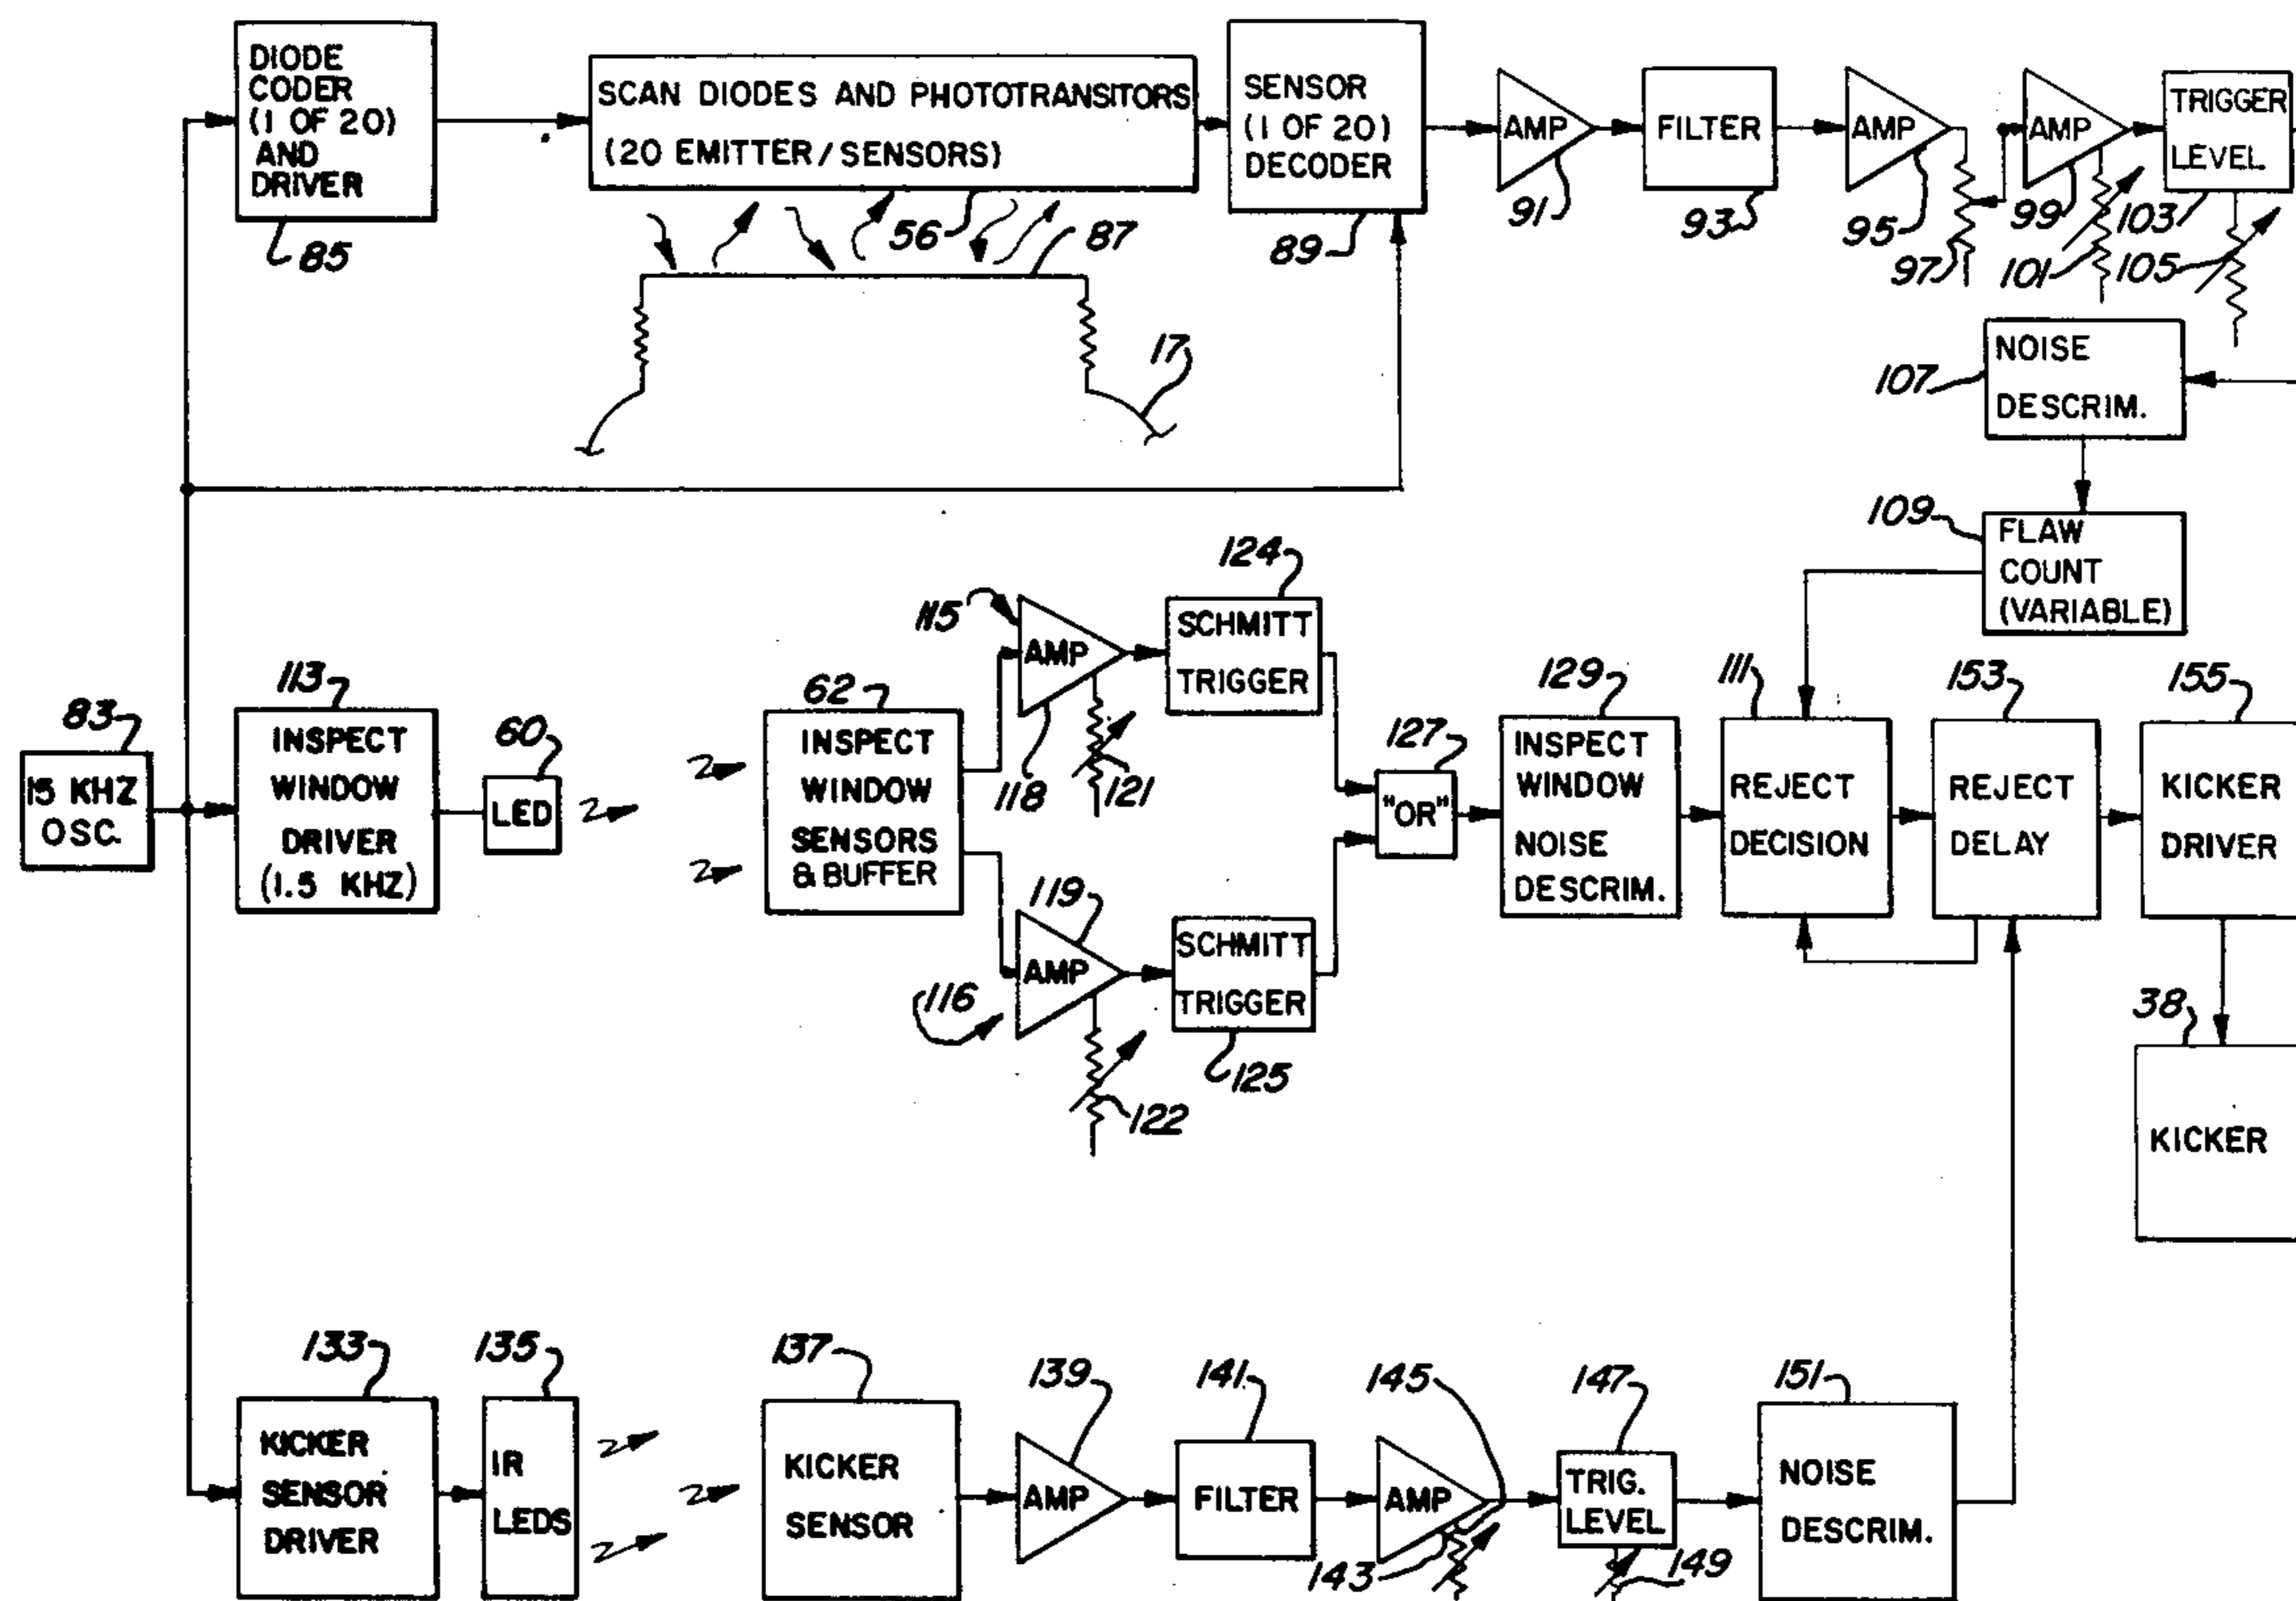 DIODE
CODER
(1 OF 20)
AND
DRIVER
85
SCAN DIODES AND PHOTOTRANSITORS
(20 EMITTER/SENSORS)
56
87
17
SENSOR
(1 OF 20)
DECODER
89
AMP
91
FILTER
93
AMP
95
97
AMP
99
101
TRIGGER
LEVEL
103
105
NOISE
DESCRIM.
107
109
FLAW
COUNT
(VARIABLE)
83
15 KHZ
OSC.
113
INSPECT
WINDOW
DRIVER
(1.5 KHZ)
60
LED
62
INSPECT
WINDOW
SENSORS
& BUFFER
115
AMP
118
121
124
SCHMITT
TRIGGER
119
AMP
116
122
SCHMITT
TRIGGER
125
127
"OR"
129
INSPECT
WINDOW
NOISE
DESCRIM.
111
REJECT
DECISION
153
REJECT
DELAY
155
KICKER
DRIVER
38
KICKER
133
KICKER
SENSOR
DRIVER
135
IR
LEDS
137
KICKER
SENSOR
139
AMP
141
FILTER
145
AMP
143
147
TRIG.
LEVEL
149
151
NOISE
DESCRIM.